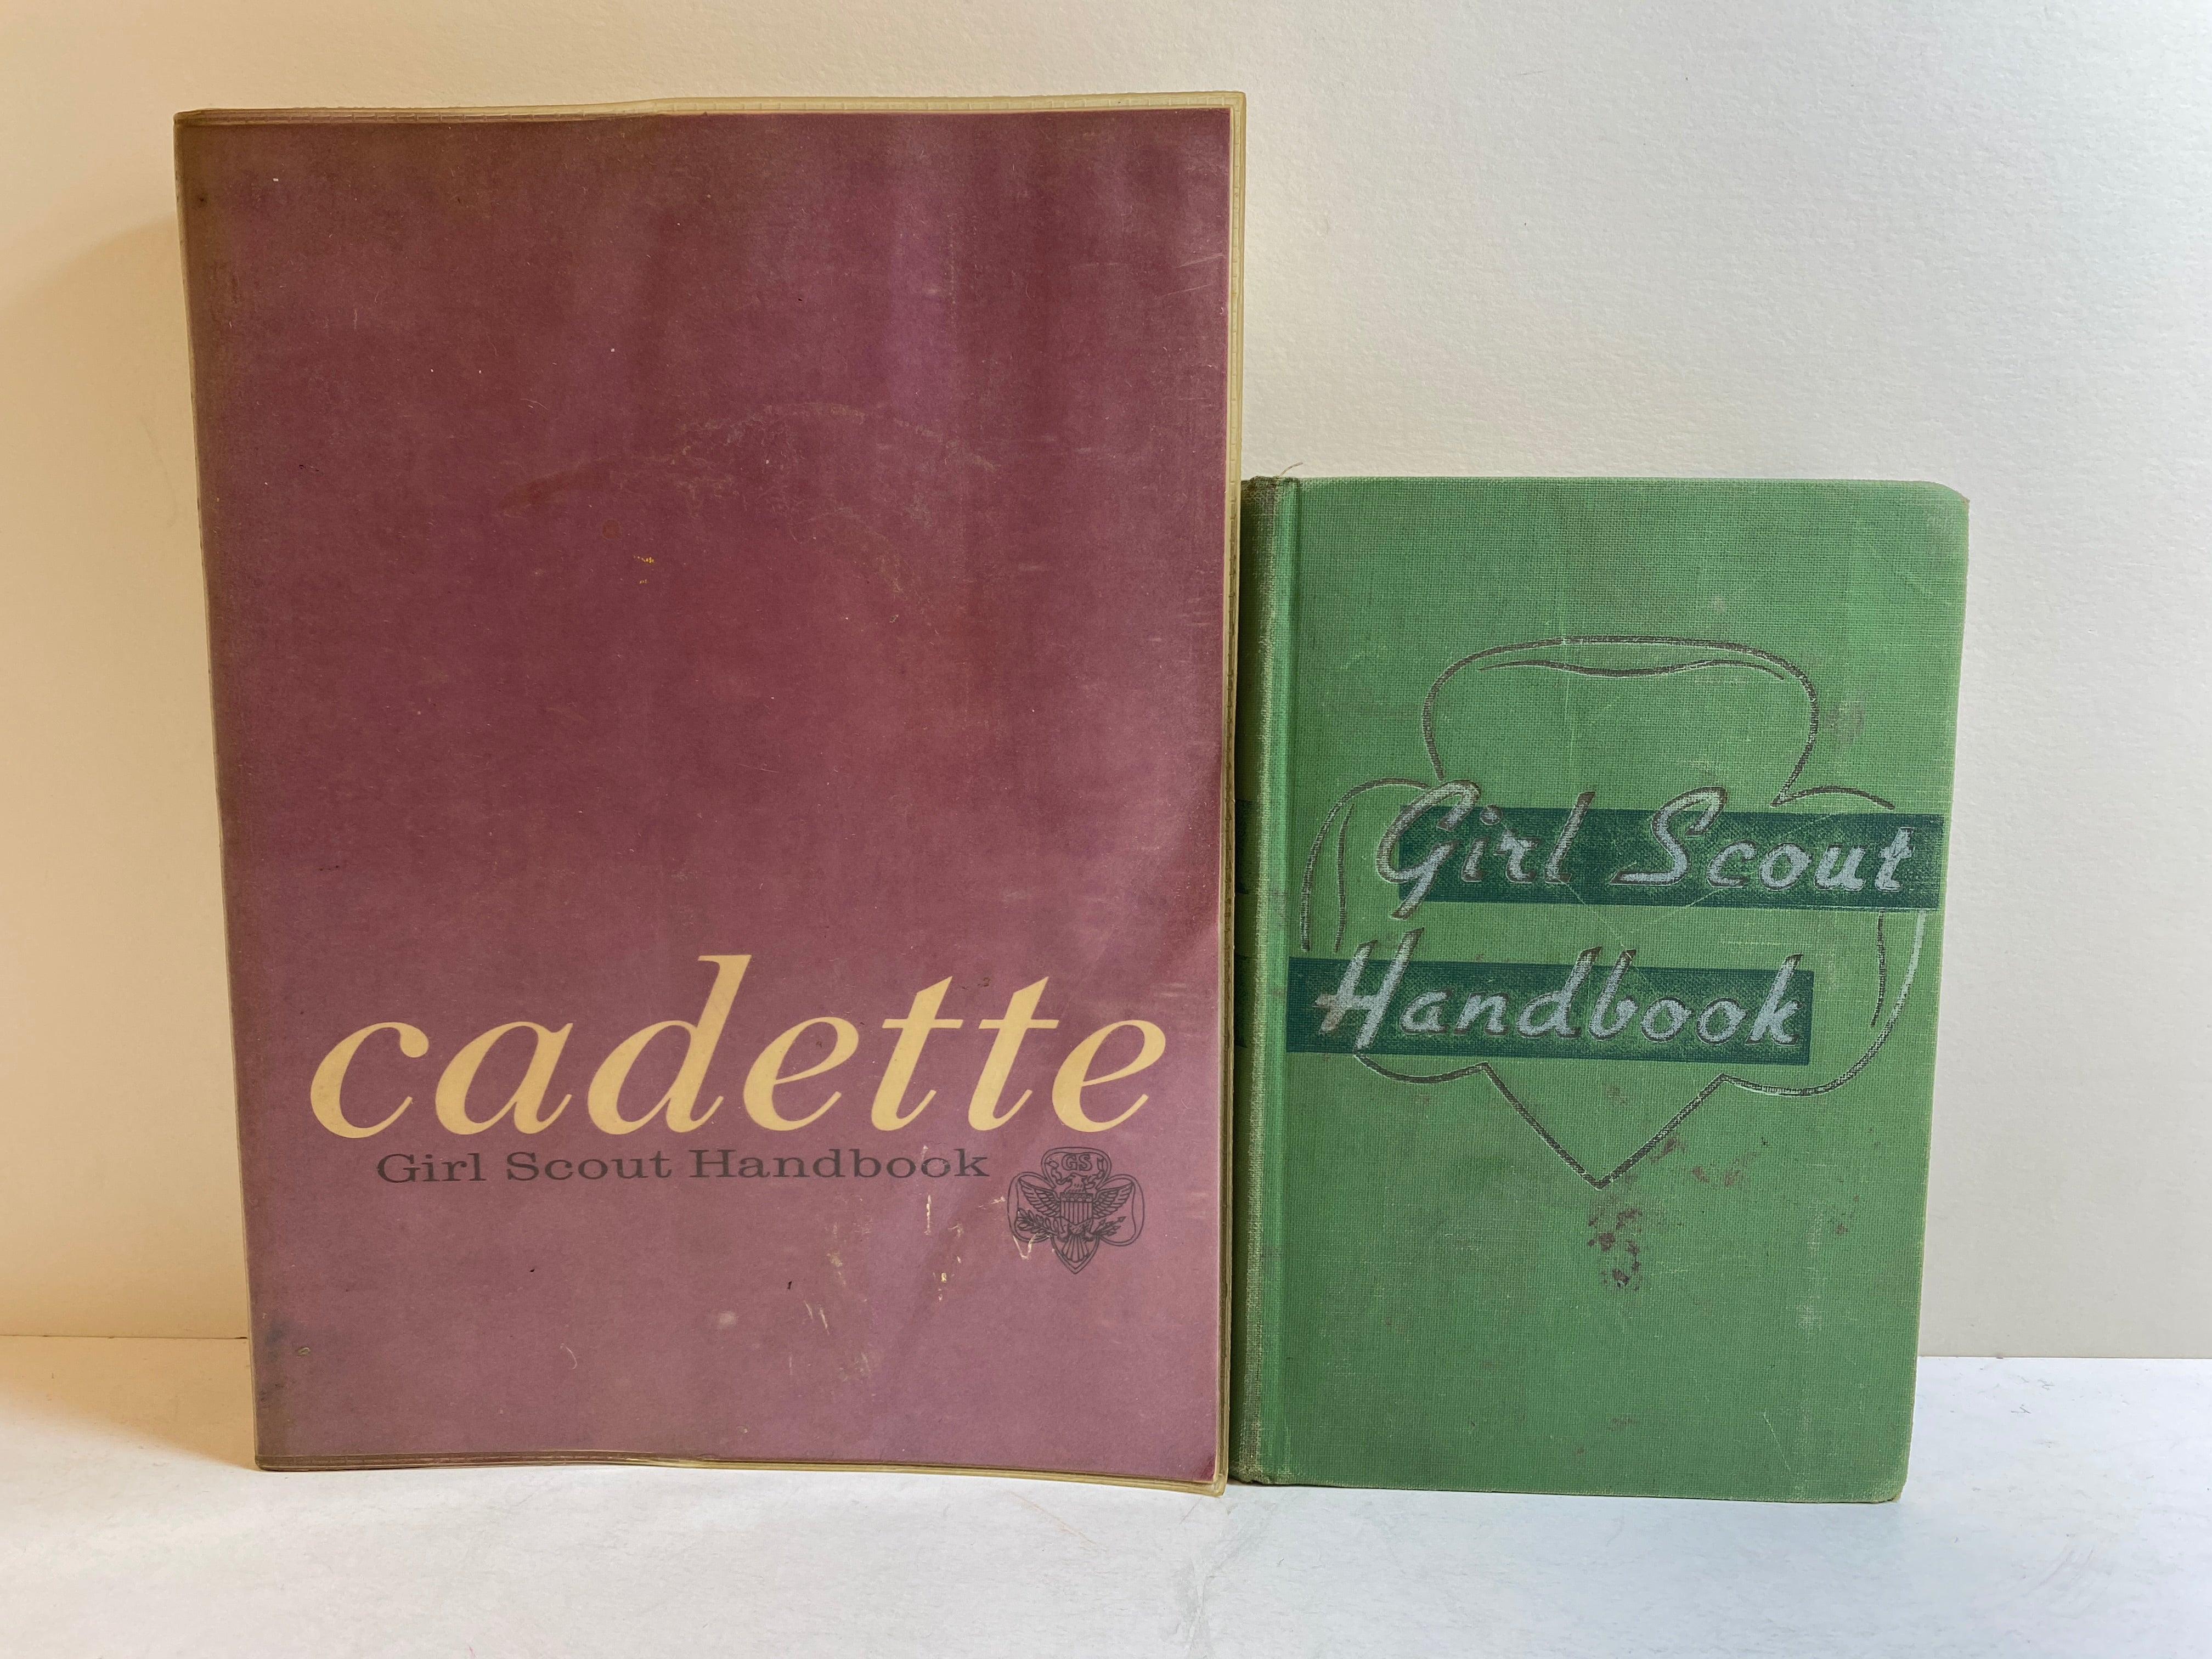 cadette
Girl Scout Handbook
GS
Girl Scout
Handbook